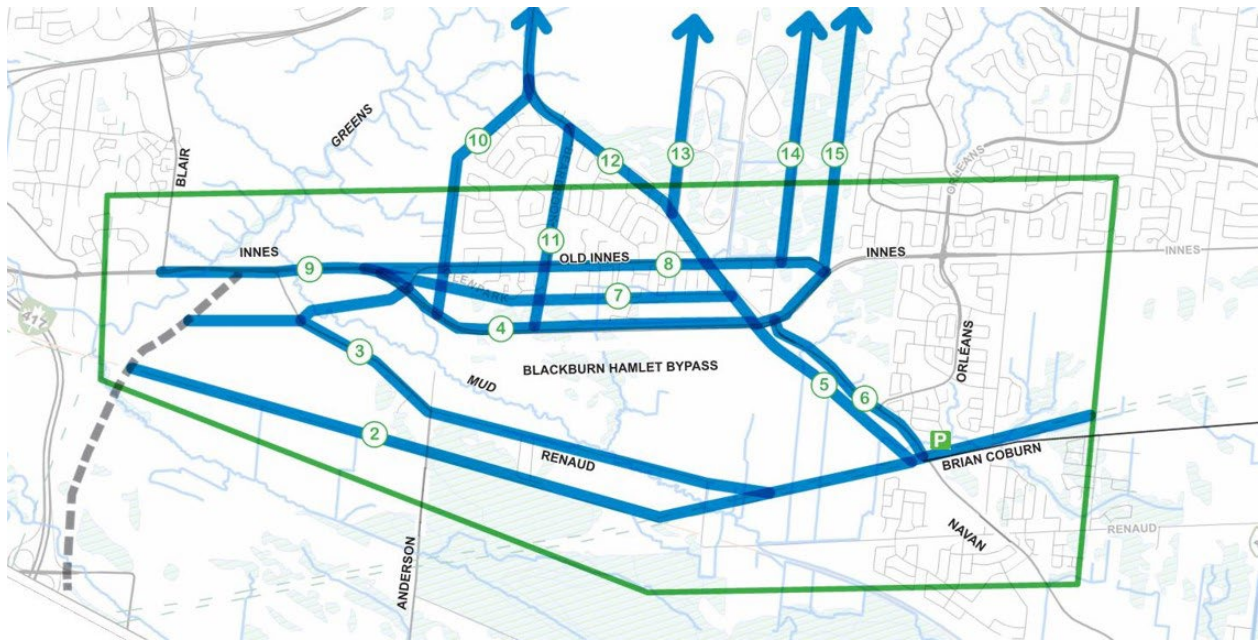 GREENS
10
12
13
14
15
BLAIR
ORLEANS
11
INNES
OLD INNES
INNES
INNES
9
8
7
417
4
3
BLACKBURN HAMLET BYPASS
ORLÉANS
MUD
5
6
2
P
RENAUD
BRIAN COBURN
NAVAN
RENAUD
ANDERSON